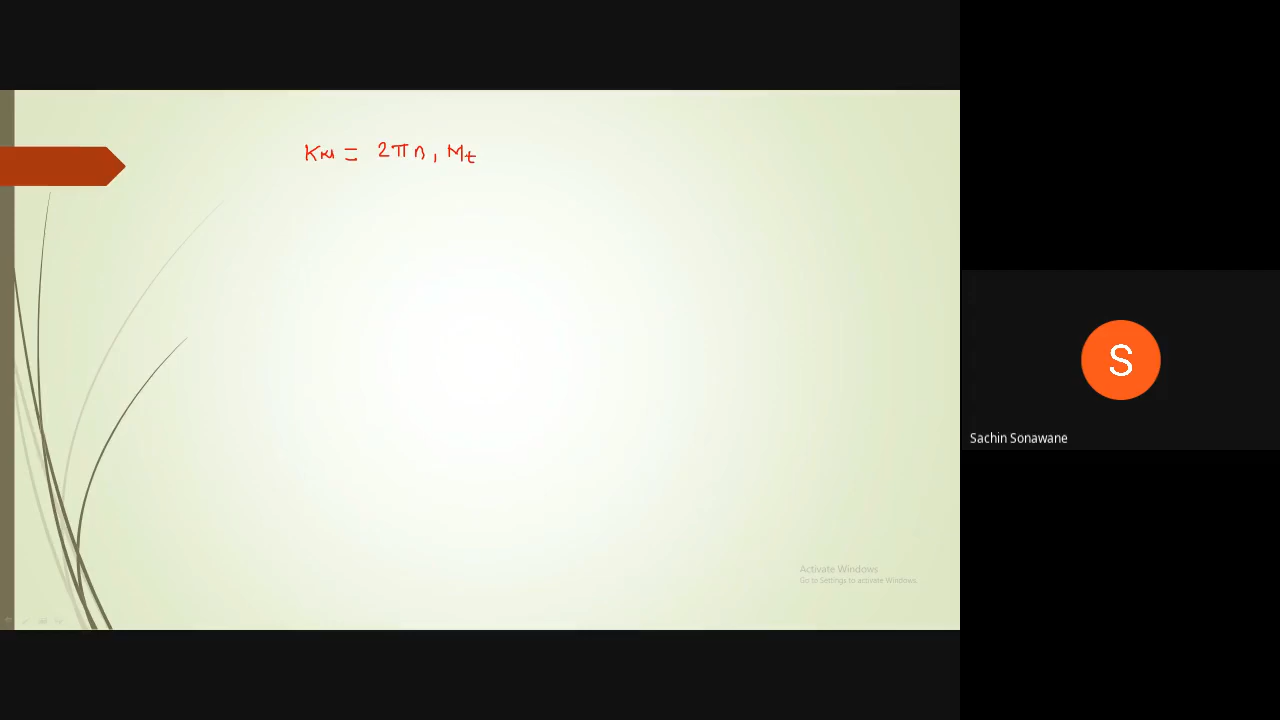 KW = 2πn, Mt
S
Sachin Sonawane
Activate Windows
Go to Settings to activate Windows.